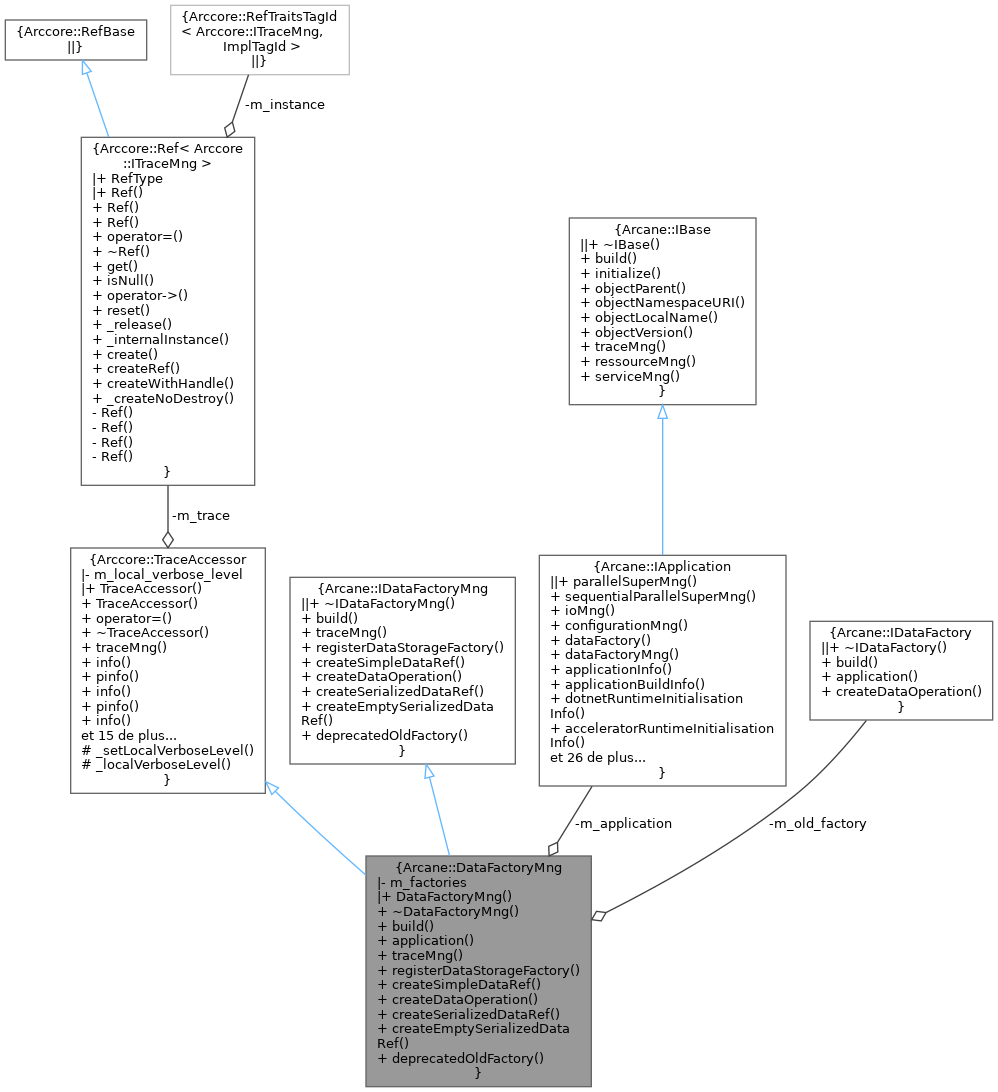 {Arccore::RefBase
||}
{Arccore::RefTraitsTagId
< Arccore::ITraceMng,
ImplTagId >
||}
-m_instance
{Arccore::Ref< Arccore
::ITraceMng >
|+ RefType
|+ Ref()
+ Ref()
+ Ref()
+ operator=()
+ ~Ref()
+ get()
+ isNull()
+ operator->()
+ reset()
+ _release()
+ _internalInstance()
+ create()
+ createRef()
+ createWithHandle()
+ _createNoDestroy()
- Ref()
- Ref()
- Ref()
- Ref()
}
{Arcane::IBase
||+ ~IBase()
+ build()
+ initialize()
+ objectParent()
+ objectNamespaceURI()
+ objectLocalName()
+ objectVersion()
+ traceMng()
+ ressourceMng()
+ serviceMng()
}
-m_trace
{Arccore::TraceAccessor
|- m_local_verbose_level
|+ TraceAccessor()
+ TraceAccessor()
+ operator=()
+ ~TraceAccessor()
+ traceMng()
+ info()
+ pinfo()
+ info()
+ pinfo()
+ info()
et 15 de plus...
# _setLocalVerboseLevel()
# _localVerboseLevel()
}
{Arcane::IDataFactoryMng
||+ ~IDataFactoryMng()
+ build()
+ traceMng()
+ registerDataStorageFactory()
+ createSimpleDataRef()
+ createDataOperation()
+ createSerializedDataRef()
+ createEmptySerializedData
Ref()
+ deprecatedOldFactory()
}
{Arcane::IApplication
||+ parallelSuperMng()
+ sequentialParallelSuperMng()
+ ioMng()
+ configurationMng()
+ dataFactory()
+ dataFactoryMng()
+ applicationInfo()
+ applicationBuildInfo()
+ dotnetRuntimeInitialisation
Info()
+ acceleratorRuntimeInitialisation
Info()
et 26 de plus...
}
{Arcane::IDataFactory
||+ ~IDataFactory()
+ build()
+ application()
+ createDataOperation()
}
-m_application
-m_old_factory
{Arcane::DataFactoryMng
|- m_factories
|+ DataFactoryMng()
+ ~DataFactoryMng()
+ build()
+ application()
+ traceMng()
+ registerDataStorageFactory()
+ createSimpleDataRef()
+ createDataOperation()
+ createSerializedDataRef()
+ createEmptySerializedData
Ref()
+ deprecatedOldFactory()
}